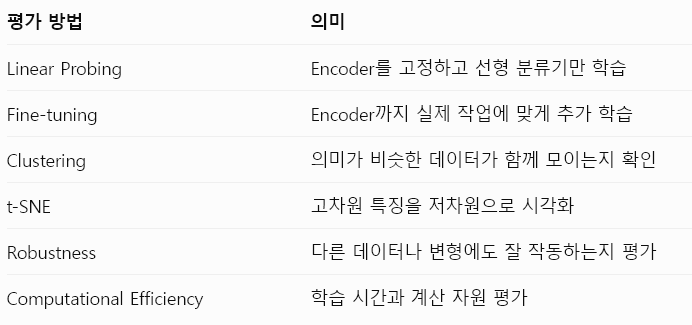 평가 방법 의미
Linear Probing Encoder를 고정하고 선형 분류기만 학습
Fine-tuning Encoder까지 실제 작업에 맞게 추가 학습
Clustering 의미가 비슷한 데이터가 함께 모이는지 확인
t-SNE 고차원 특징을 저차원으로 시각화
Robustness 다른 데이터나 변형에도 잘 작동하는지 평가
Computational Efficiency 학습 시간과 계산 자원 평가